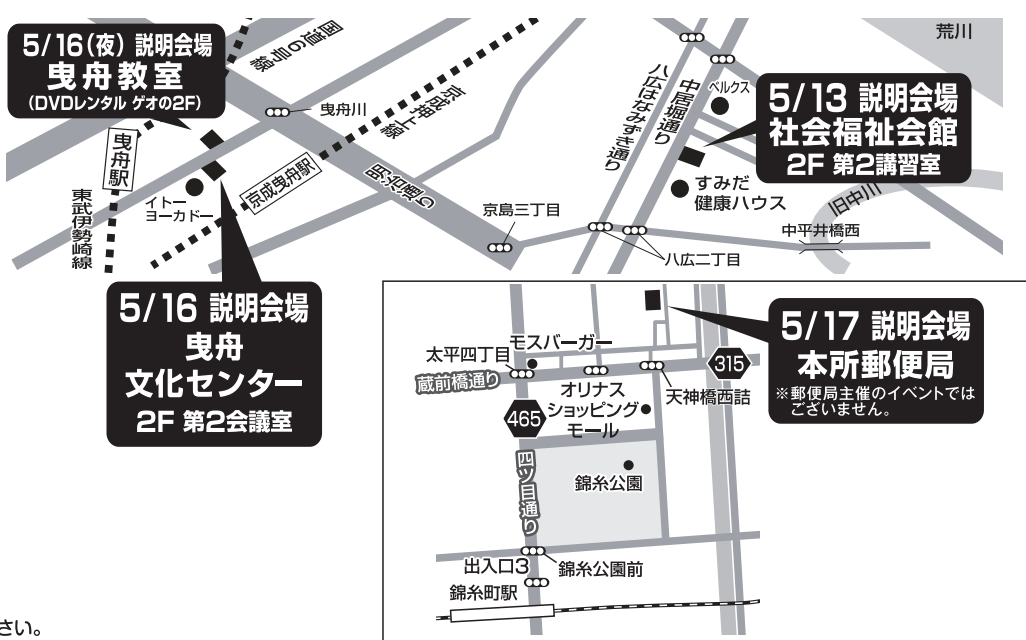 5/16(夜) 説明会場
曳舟教室
(DVDレンタル ゲオの2F)
国道6号線
京成押上線
曳舟川
曳舟駅
京成曳舟駅
明治通り
東武伊勢崎線
イトー
ヨーカドー
京島三丁目
八広はなみずき通り
中居堀通り
ベルクス
荒川
5/13 説明会場
社会福祉会館
2F 第2講習室
すみだ
健康ハウス
旧中川
中平井橋西
八広二丁目
5/16 説明会場
曳舟
文化センター
2F 第2会議室
5/17 説明会場
本所郵便局
※郵便局主催のイベントでは
ございません。
モスバーガー
太平四丁目
蔵前橋通り
315
天神橋西詰
オリナス
ショッピング
モール
465
四ツ目通り
錦糸公園
出入口3
錦糸公園前
錦糸町駅
さい。